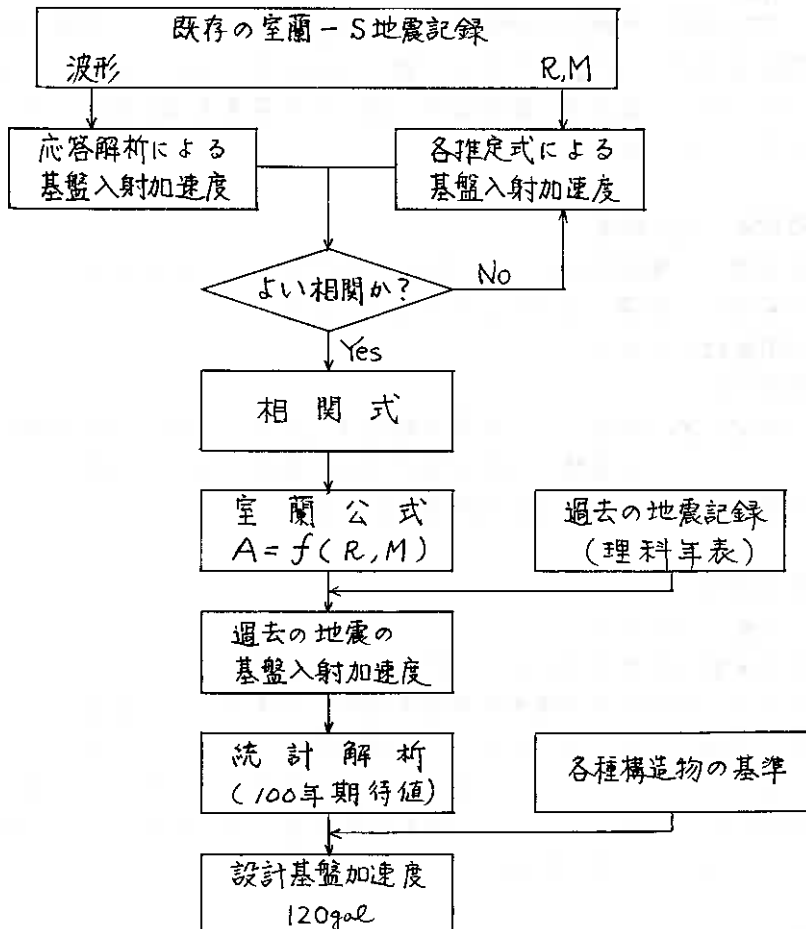 既存の室蘭－S地震記録
波形 R,M
応答解析による
基盤入射加速度
各推定式による
基盤入射加速度
よい相関か?
No
Yes
相関式
室蘭公式
A=f(R,M)
過去の地震記録
(理科年表)
過去の地震の
基盤入射加速度
統計解析
(100年期待値)
各種構造物の基準
設計基盤加速度
120gal